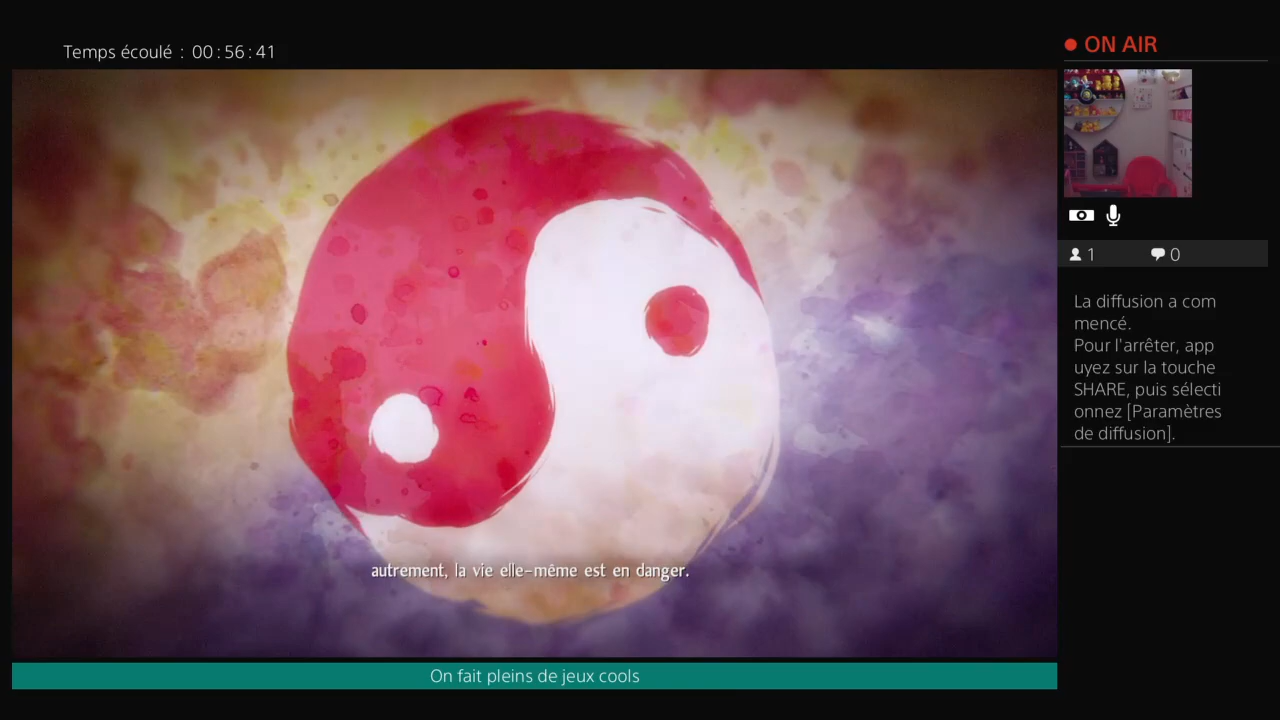 Temps écoulé : 00:56:41
ON AIR
1
0
La diffusion a com
mencé.
Pour l'arrêter, app
uyez sur la touche
SHARE, puis sélecti
onnez [Paramètres
de diffusion].
autrement, la vie elle-même est en danger.
On fait pleins de jeux cools